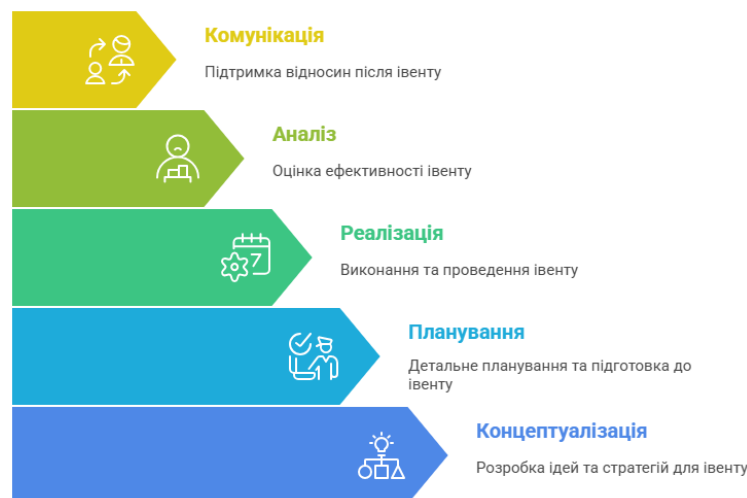 Комунікація
Підтримка відносин після івенту
Аналіз
Оцінка ефективності івенту
Реалізація
7
Виконання та проведення івенту
Планування
Детальне планування та підготовка до
івенту
Концептуалізація
Розробка ідей та стратегій для івенту